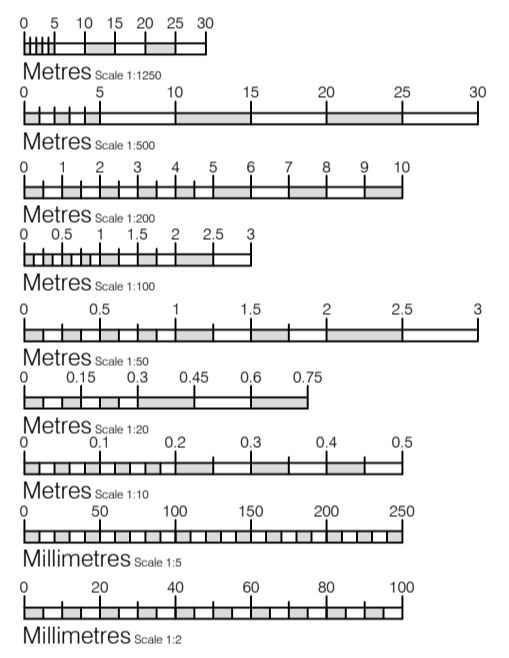 0 5 10 15 20 25 30
Metres Scale 1:1250
0 5 10 15 20 25 30
Metres Scale 1:500
0 1 2 3 4 5 6 7 8 9 10
Metres Scale 1:200
0 0.5 1 1.5 2 2.5 3
Metres Scale 1:100
0 0.5 1 1.5 2 2.5 3
Metres Scale 1:50
0 0.15 0.3 0.45 0.6 0.75
Metres Scale 1:20
0 0.1 0.2 0.3 0.4 0.5
Metres Scale 1:10
0 50 100 150 200 250
Millimetres Scale 1:5
0 20 40 60 80 100
Millimetres Scale 1:2